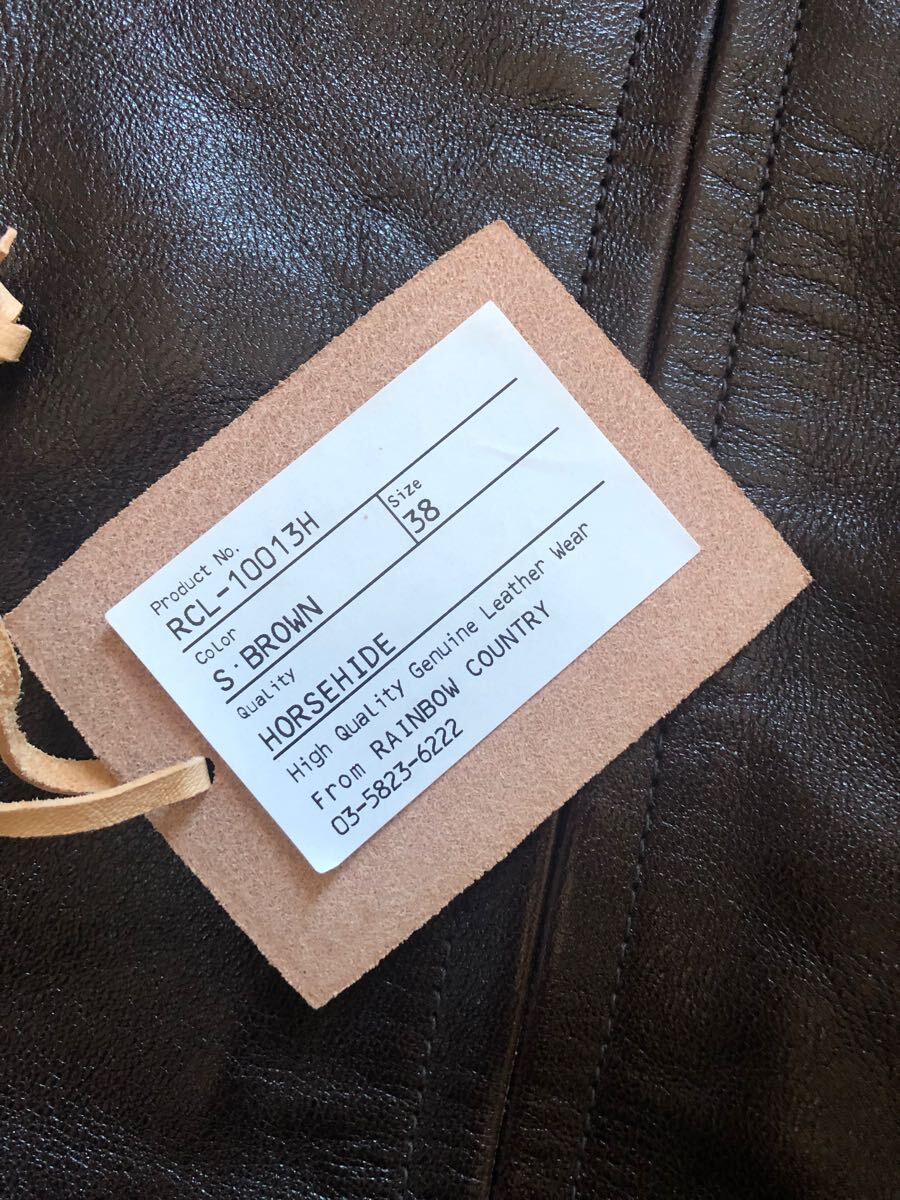 Product No.
RCL-10013H
Color
Size
S·BROWN
38
Quality
HORSEHIDE
High Quality Genuine Leather Wear
From RAINBOW COUNTRY
03-5823-6222